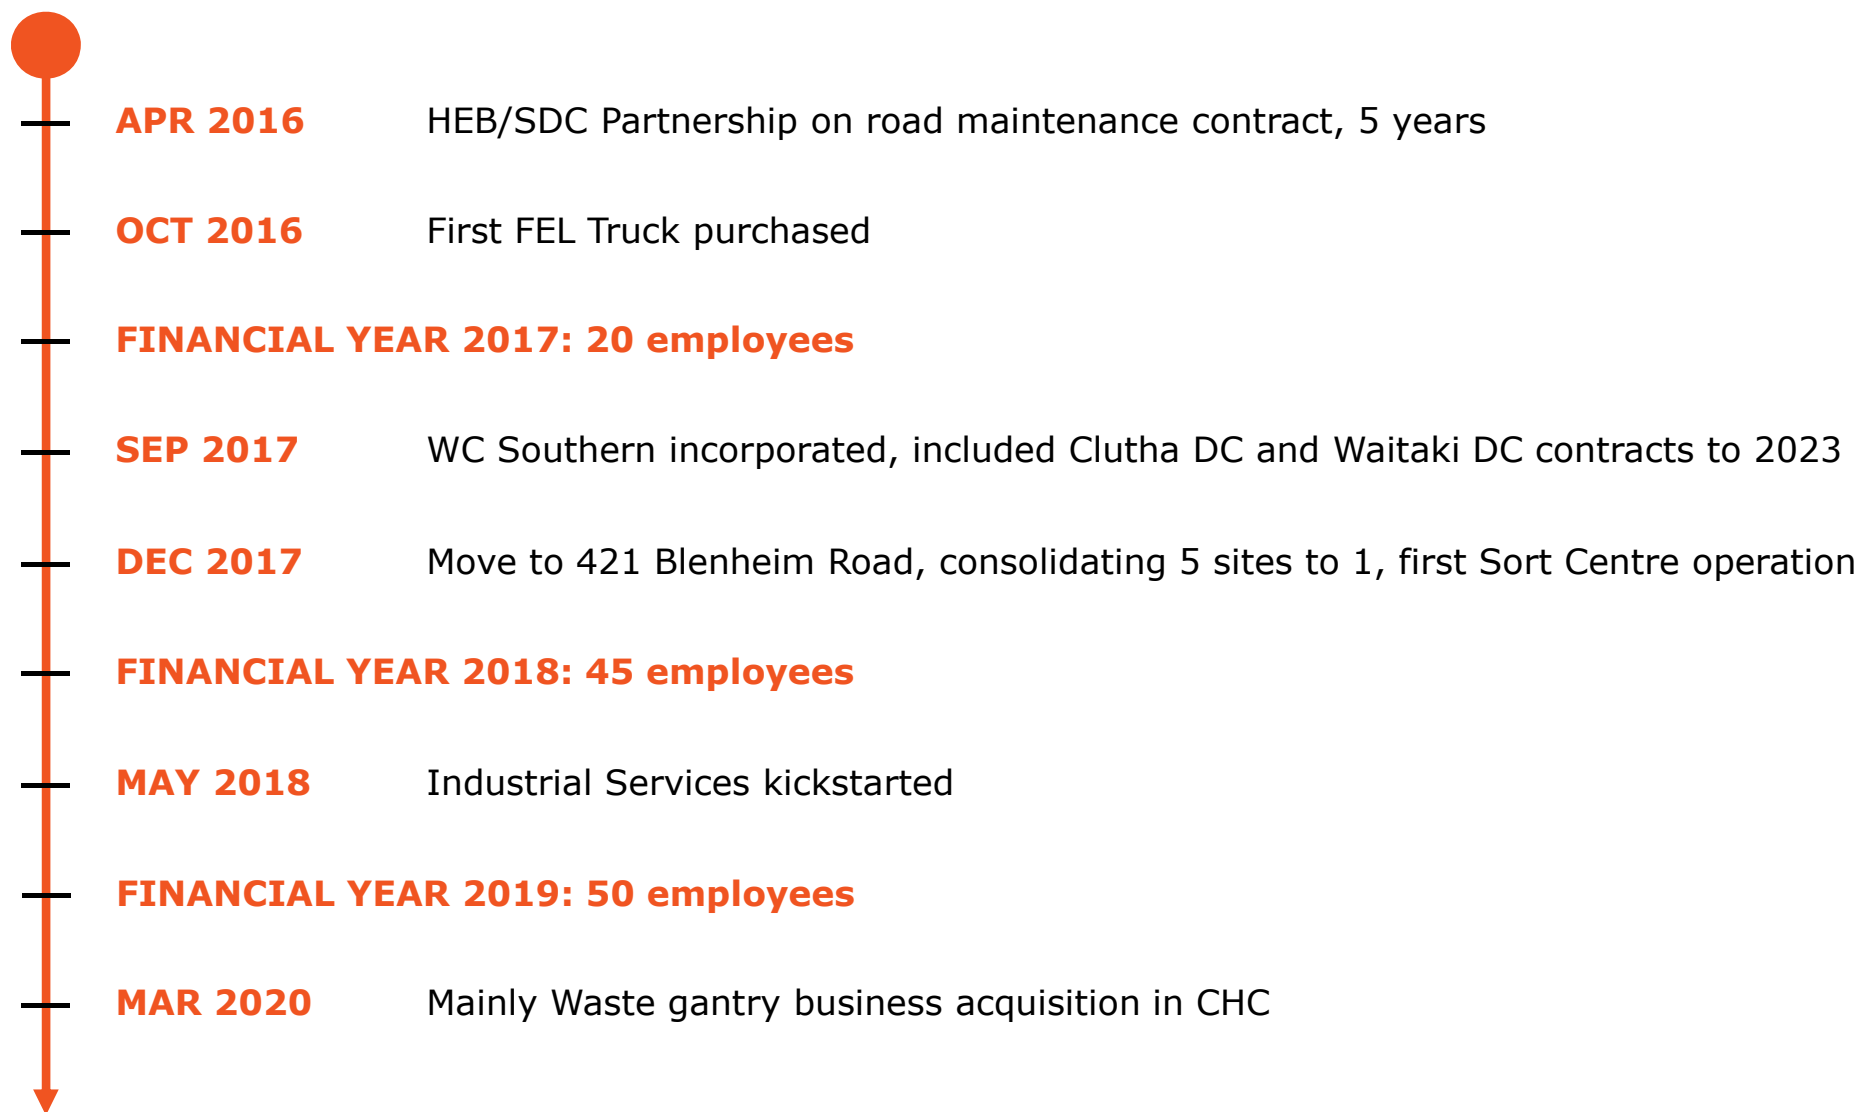 APR 2016 HEB/SDC Partnership on road maintenance contract, 5 years
OCT 2016 First FEL Truck purchased
FINANCIAL YEAR 2017: 20 employees
SEP 2017 WC Southern incorporated, included Clutha DC and Waitaki DC contracts to 2023
DEC 2017 Move to 421 Blenheim Road, consolidating 5 sites to 1, first Sort Centre operation
FINANCIAL YEAR 2018: 45 employees
MAY 2018 Industrial Services kickstarted
FINANCIAL YEAR 2019: 50 employees
MAR 2020 Mainly Waste gantry business acquisition in CHC